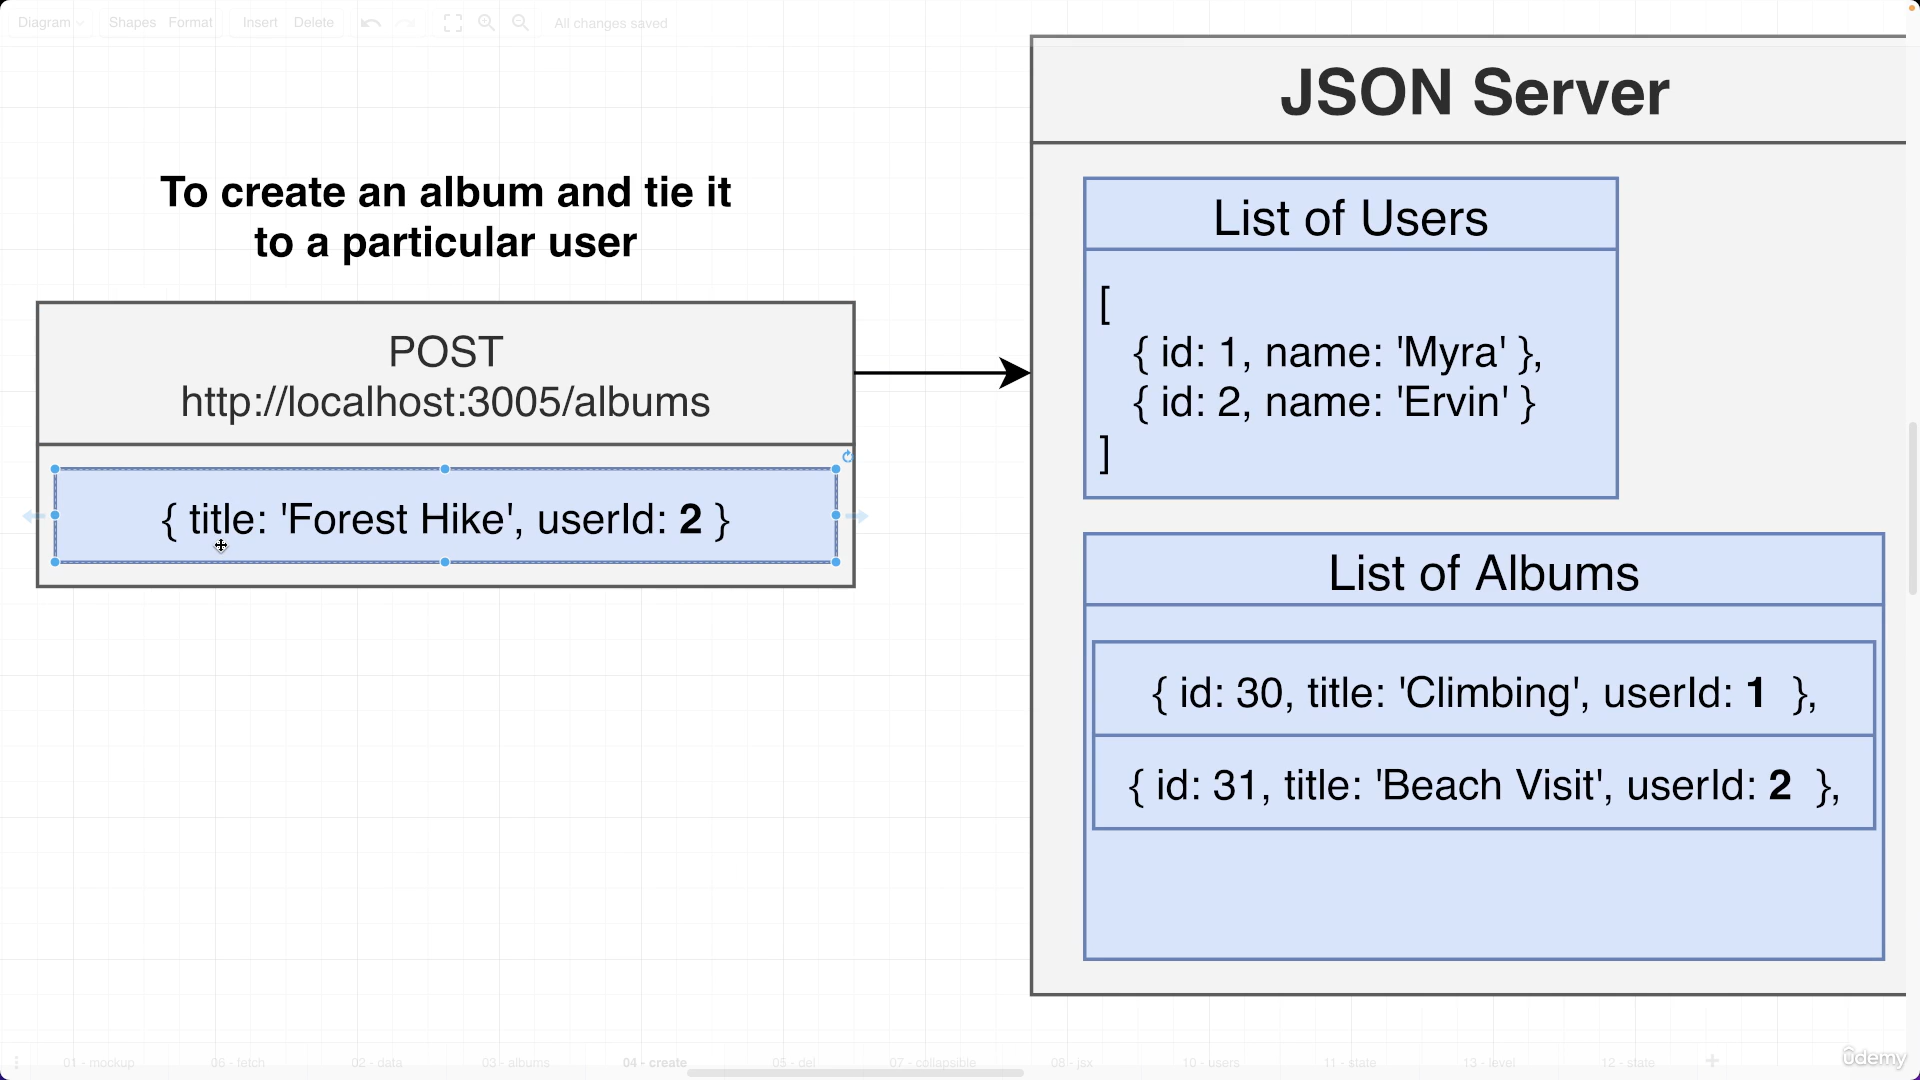 Diagram
Shapes
Format
Insert
Delete
All changes saved
JSON Server
To create an album and tie it
to a particular user
POST
http://localhost:3005/albums
{ title: 'Forest Hike', userId: 2 }
List of Users
[
{ id: 1, name: 'Myra' },
{ id: 2, name: 'Ervin' }
]
List of Albums
{ id: 30, title: 'Climbing', userId: 1 },
{ id: 31, title: 'Beach Visit', userId: 2 },
01 - mockup
06 - fetch
02 - data
03 - albums
04 - create
05 - del
07 - collapsible
08 - jsx
10 - users
11 - state
13 - level
12 - state
udemy